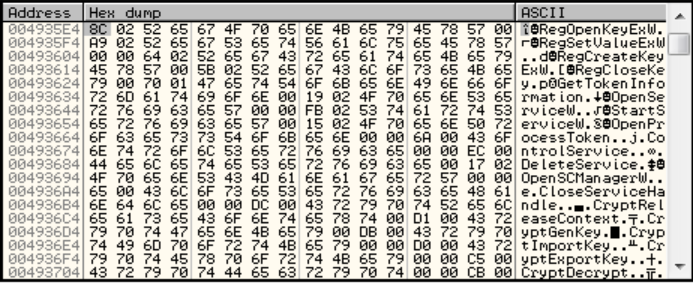 Address Hex dump ASCII
004935E4 8C 02 52 65 67 4F 70 65 6E 4B 65 79 45 78 57 00 î☻RegOpenKeyExW.
004935F4 A9 02 52 65 67 53 65 74 56 61 6C 75 65 45 78 57 ⌐☻RegSetValueExW
00493604 00 00 64 02 52 65 67 43 72 65 61 74 65 4B 65 79 ..d☻RegCreateKey
00493614 45 78 57 00 5B 02 52 65 67 43 6C 6F 73 65 4B 65 ExW.[☻RegCloseKe
00493624 79 00 70 01 47 65 74 54 6F 6B 65 6E 49 6E 66 6F y.p☺GetTokenInfo
00493634 72 6D 61 74 69 6F 6E 00 19 02 4F 70 65 6E 53 65 rmation.↓☻OpenSe
00493644 72 76 69 63 65 57 00 00 FB 02 53 74 61 72 74 53 rviceW..√☻StartS
00493654 65 72 76 69 63 65 57 00 15 02 4F 70 65 6E 50 72 erviceW.§☻OpenPr
00493664 6F 63 65 73 73 54 6F 6B 65 6E 00 00 6A 00 43 6F ocessToken..j.Co
00493674 6E 74 72 6F 6C 53 65 72 76 69 63 65 00 00 EC 00 ntrolService..∞.
00493684 44 65 6C 65 74 65 53 65 72 76 69 63 65 00 17 02 DeleteService.↨☻
00493694 4F 70 65 6E 53 43 4D 61 6E 61 67 65 72 57 00 00 OpenSCManagerW..
004936A4 65 00 43 6C 6F 73 65 53 65 72 76 69 63 65 48 61 e.CloseServiceHa
004936B4 6E 64 6C 65 00 00 DC 00 43 72 79 70 74 52 65 6C ndle..▄.CryptRel
004936C4 65 61 73 65 43 6F 6E 74 65 78 74 00 D1 00 43 72 easeContext.╤.Cr
004936D4 79 70 74 47 65 6E 4B 65 79 00 DB 00 43 72 79 70 yptGenKey.█.Cryp
004936E4 74 49 6D 70 6F 72 74 4B 65 79 00 00 D0 00 43 72 tImportKey..╨.Cr
004936F4 79 70 74 45 78 70 6F 72 74 4B 65 79 00 00 C5 00 yptExportKey..┼.
00493704 43 72 79 70 74 44 65 63 72 79 70 74 00 00 CB 00 CryptDecrypt..╦.